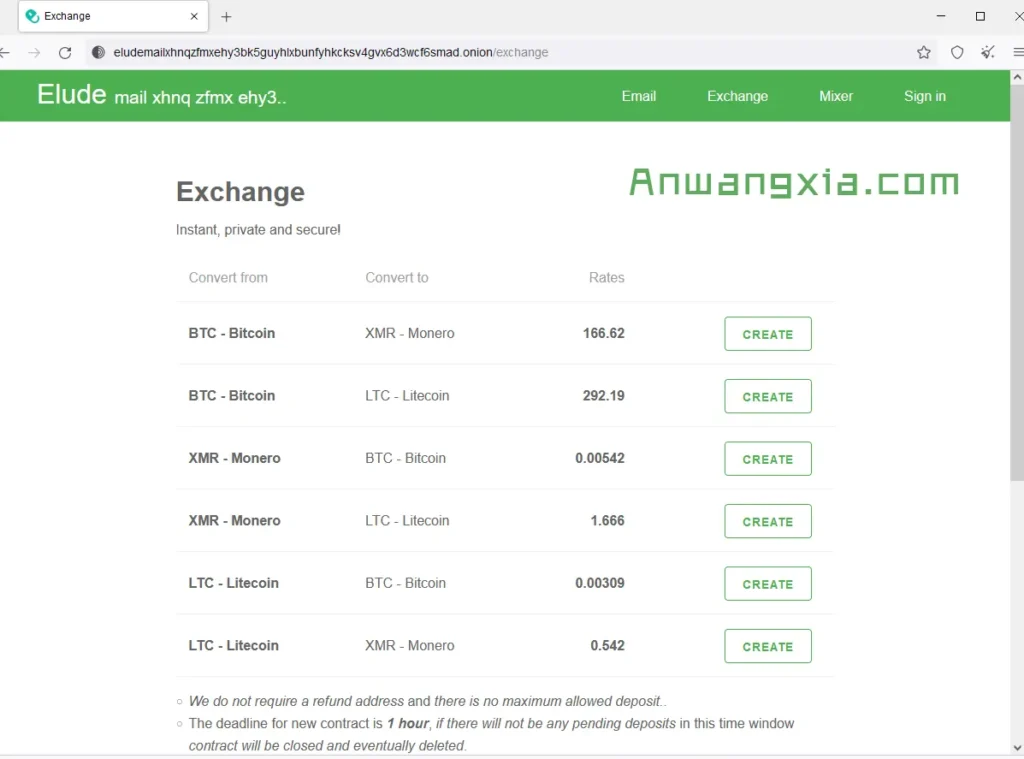 Exchange
eludemailxhnqzfmxehy3bk5guyhlxbunfyhkcksv4gvx6d3wcf6smad.onion/exchange
Elude mail xhnq zfmx ehy3.. Email Exchange Mixer Sign in
Anwangxia.com
Exchange
Instant, private and secure!
Convert from Convert to Rates
BTC - Bitcoin XMR - Monero 166.62 CREATE
BTC - Bitcoin LTC - Litecoin 292.19 CREATE
XMR - Monero BTC - Bitcoin 0.00542 CREATE
XMR - Monero LTC - Litecoin 1.666 CREATE
LTC - Litecoin BTC - Bitcoin 0.00309 CREATE
LTC - Litecoin XMR - Monero 0.542 CREATE
We do not require a refund address and there is no maximum allowed deposit..
The deadline for new contract is 1 hour, if there will not be any pending deposits in this time window
contract will be closed and eventually deleted.